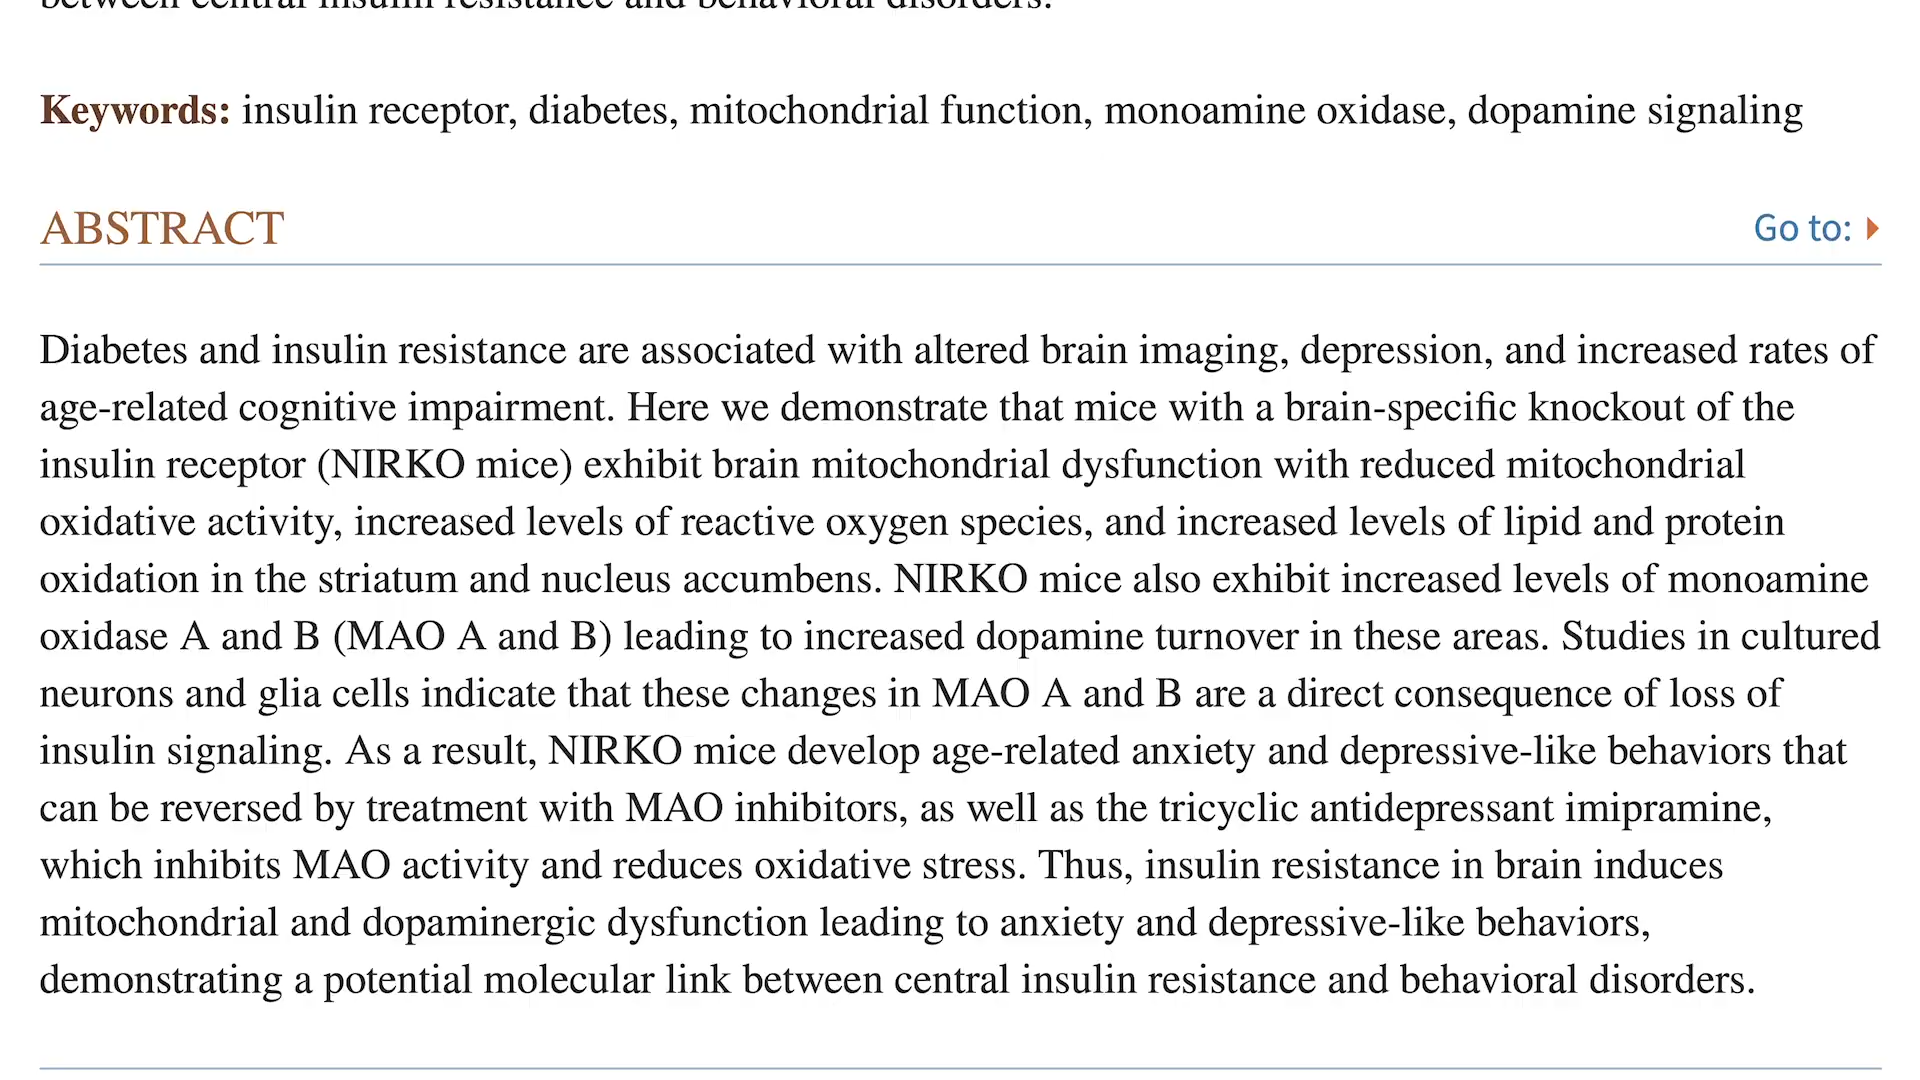 between central insulin resistance and behavioral disorders.
Keywords: insulin receptor, diabetes, mitochondrial function, monoamine oxidase, dopamine signaling
ABSTRACT
Go to:
Diabetes and insulin resistance are associated with altered brain imaging, depression, and increased rates of
age-related cognitive impairment. Here we demonstrate that mice with a brain-specific knockout of the
insulin receptor (NIRKO mice) exhibit brain mitochondrial dysfunction with reduced mitochondrial
oxidative activity, increased levels of reactive oxygen species, and increased levels of lipid and protein
oxidation in the striatum and nucleus accumbens. NIRKO mice also exhibit increased levels of monoamine
oxidase A and B (MAO A and B) leading to increased dopamine turnover in these areas. Studies in cultured
neurons and glia cells indicate that these changes in MAO A and B are a direct consequence of loss of
insulin signaling. As a result, NIRKO mice develop age-related anxiety and depressive-like behaviors that
can be reversed by treatment with MAO inhibitors, as well as the tricyclic antidepressant imipramine,
which inhibits MAO activity and reduces oxidative stress. Thus, insulin resistance in brain induces
mitochondrial and dopaminergic dysfunction leading to anxiety and depressive-like behaviors,
demonstrating a potential molecular link between central insulin resistance and behavioral disorders.